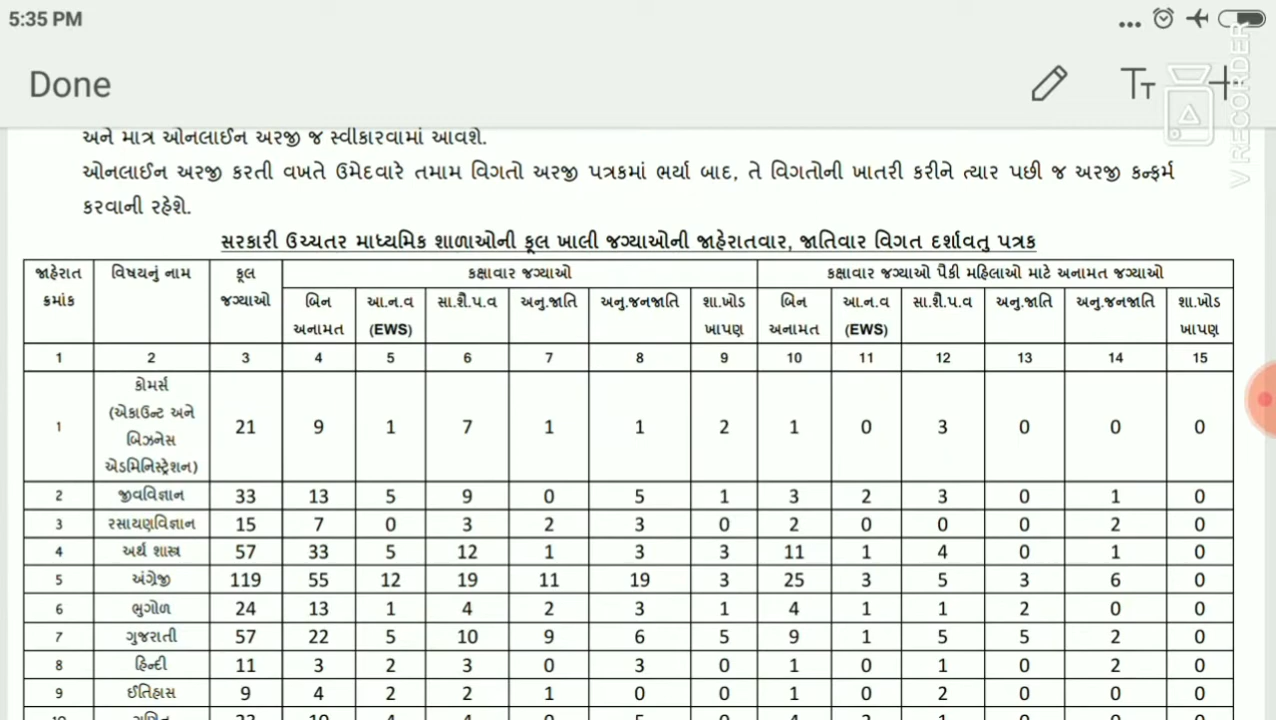 5:35 PM
Done
V RECORDER
અને માત્ર ઓનલાઈન અરજી જ સ્વીકારવામાં આવશે.
ઓનલાઈન અરજી કરતી વખતે ઉમેદવારે તમામ વિગતો અરજી પત્રકમાં ભર્યા બાદ, તે વિગતોની ખાતરી કરીને ત્યાર પછી જ અરજી કન્ફર્મ
કરવાની રહેશે.
સરકારી ઉચ્ચતર માધ્યમિક શાળાઓની કૂલ ખાલી જગ્યાઓની જાહેરાતવાર, જાતિવાર વિગત દર્શાવતુ પત્રક
જાહેરાત ક્રમાંક વિષયનું નામ કૂલ જગ્યાઓ કક્ષાવાર જગ્યાઓ કક્ષાવાર જગ્યાઓ પૈકી મહિલાઓ માટે અનામત જગ્યાઓ
બિન અનામત આ.ન.વ (EWS) સા.શૈ.પ.વ અનુ.જાતિ અનુ.જનજાતિ શા.ખોડ ખાપણ બિન અનામત આ.ન.વ (EWS) સા.શૈ.પ.વ અનુ.જાતિ અનુ.જનજાતિ શા.ખોડ ખાપણ
1 2 3 4 5 6 7 8 9 10 11 12 13 14 15
1 કોમર્સ (એકાઉન્ટ અને બિઝનેસ એડમિનિસ્ટ્રેશન) 21 9 1 7 1 1 2 1 0 3 0 0 0
2 જીવવિજ્ઞાન 33 13 5 9 0 5 1 3 2 3 0 1 0
3 રસાયણવિજ્ઞાન 15 7 0 3 2 3 0 2 0 0 0 2 0
4 અર્થ શાસ્ત્ર 57 33 5 12 1 3 3 11 1 4 0 1 0
5 અંગ્રેજી 119 55 12 19 11 19 3 25 3 5 3 6 0
6 ભુગોળ 24 13 1 4 2 3 1 4 1 1 2 0 0
7 ગુજરાતી 57 22 5 10 9 6 5 9 1 5 5 2 0
8 હિન્દી 11 3 2 3 0 3 0 1 0 1 0 2 0
9 ઈતિહાસ 9 4 2 2 1 0 0 1 0 2 0 0 0